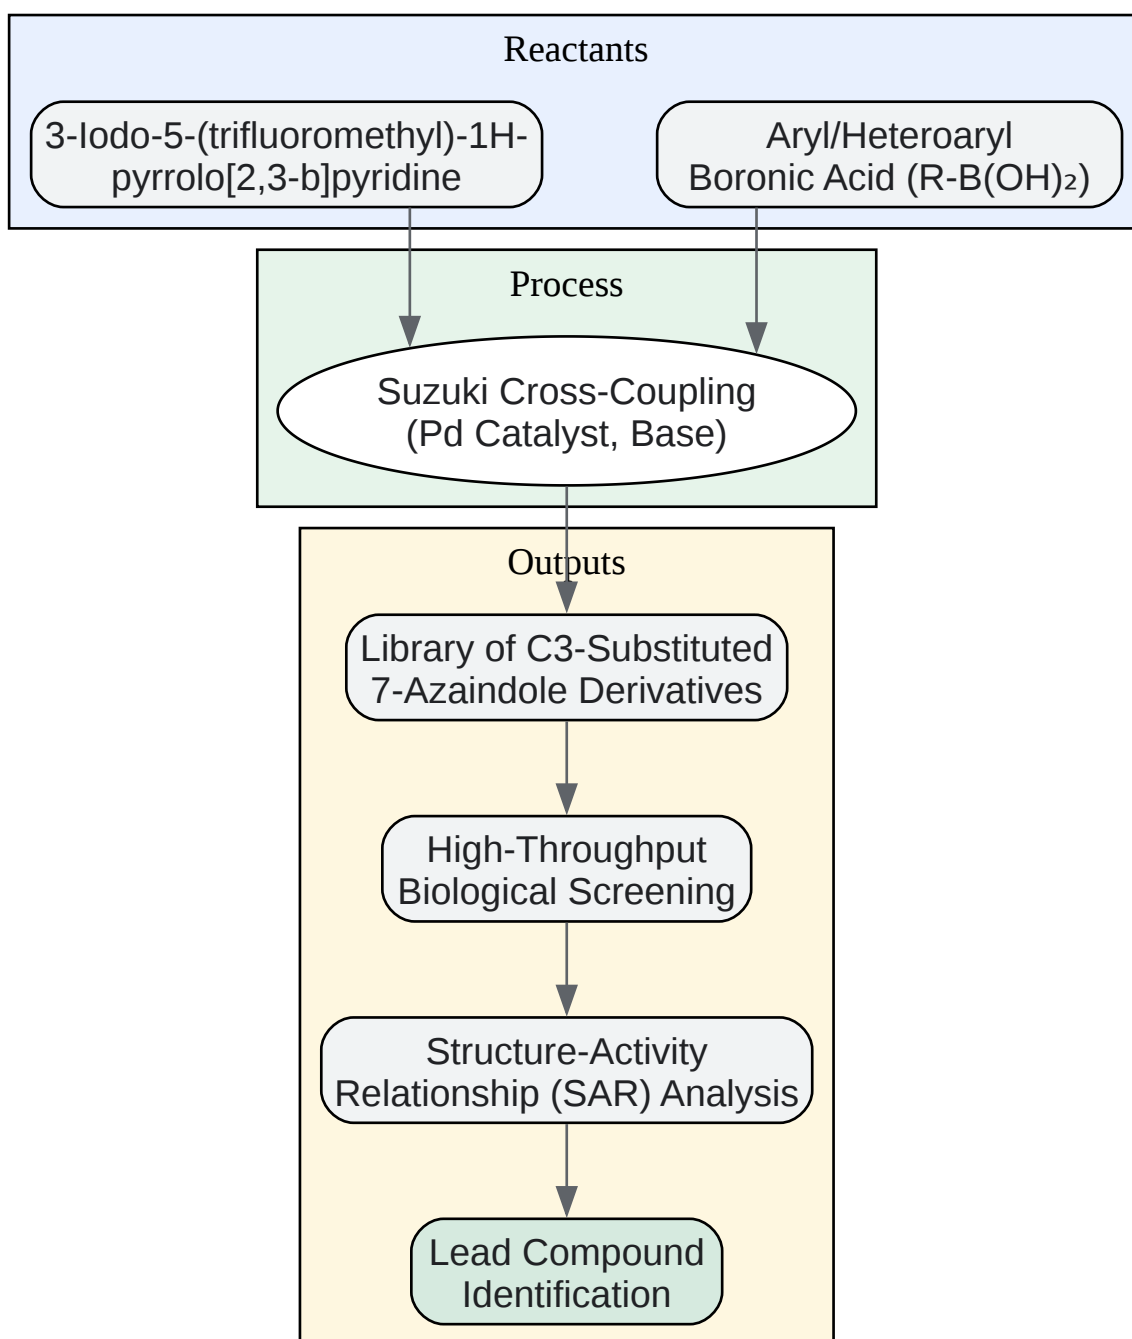 Reactants
3-Iodo-5-(trifluoromethyl)-1H-
pyrrolo[2,3-b]pyridine
Aryl/Heteroaryl
Boronic Acid (R-B(OH)₂)
Process
Suzuki Cross-Coupling
(Pd Catalyst, Base)
Outputs
Library of C3-Substituted
7-Azaindole Derivatives
High-Throughput
Biological Screening
Structure-Activity
Relationship (SAR) Analysis
Lead Compound
Identification